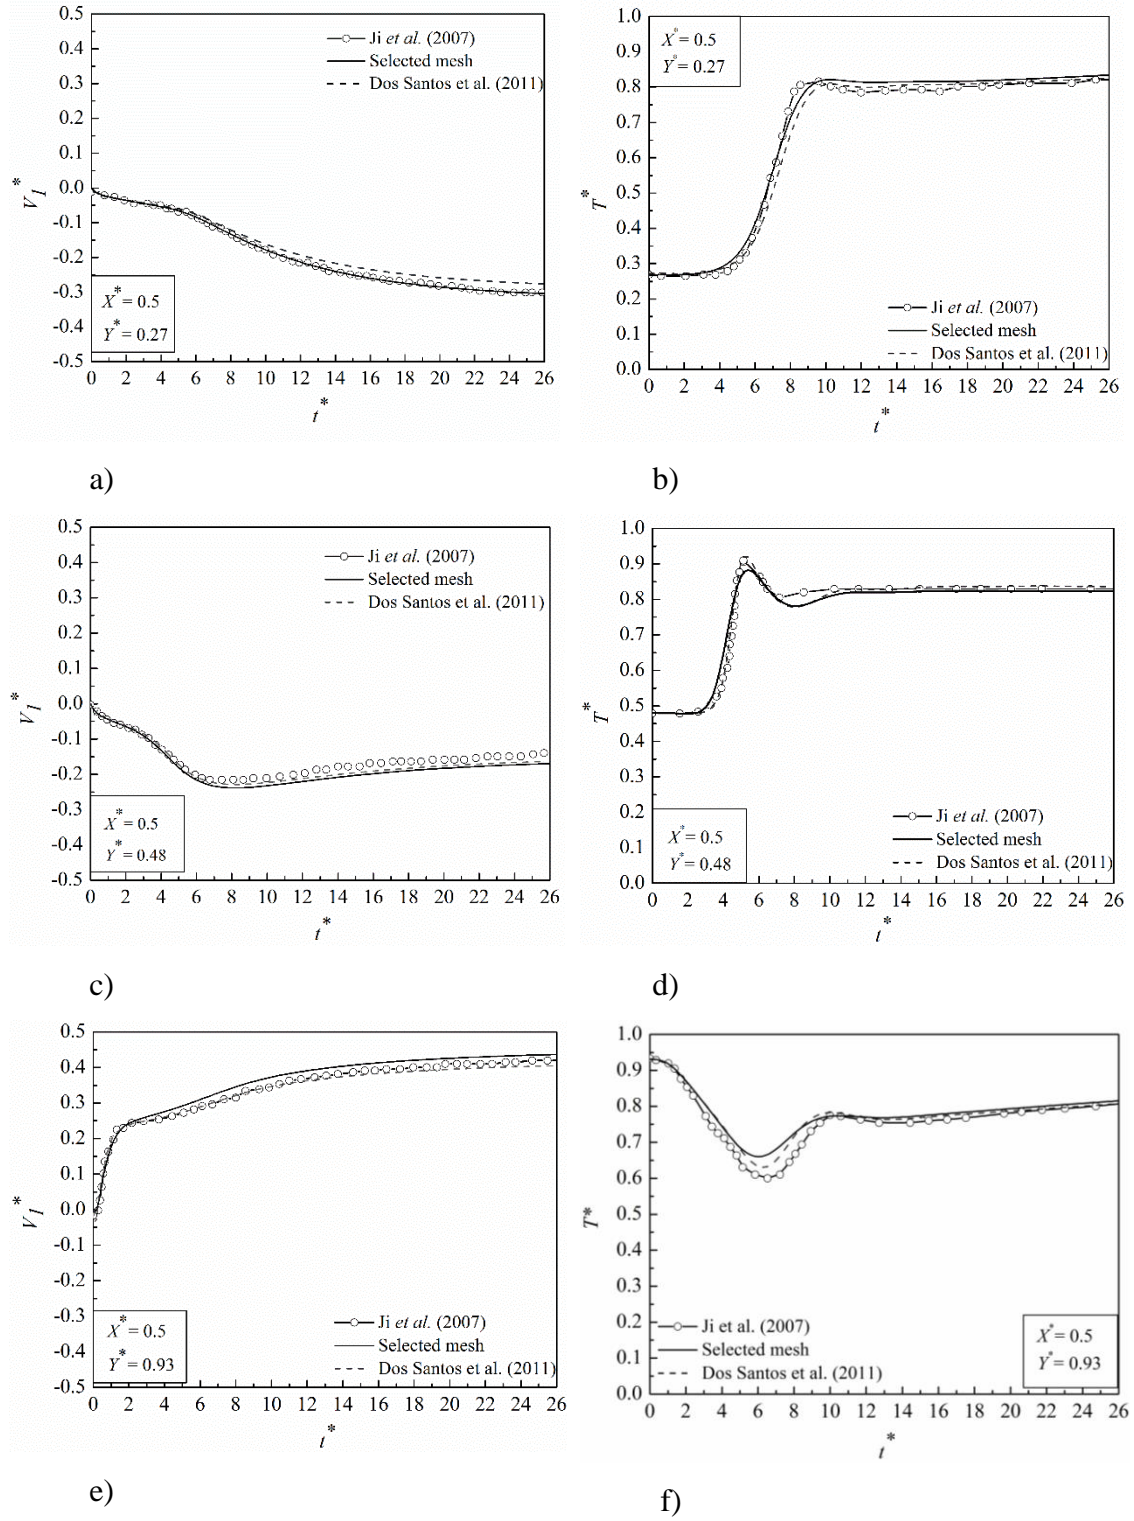 0.5
0.4
0.3
0.2
0.1
0.0
-0.1
-0.2
-0.3
-0.4
-0.5
V1*
Ji et al. (2007)
Selected mesh
Dos Santos et al. (2011)
X* = 0.5
Y* = 0.27
0 2 4 6 8 10 12 14 16 18 20 22 24 26
t*
a)
1.0
0.9
0.8
0.7
0.6
0.5
0.4
0.3
0.2
0.1
0.0
T*
X* = 0.5
Y* = 0.27
Ji et al. (2007)
Selected mesh
Dos Santos et al. (2011)
0 2 4 6 8 10 12 14 16 18 20 22 24 26
t*
b)
0.5
0.4
0.3
0.2
0.1
0.0
-0.1
-0.2
-0.3
-0.4
-0.5
V1*
Ji et al. (2007)
Selected mesh
Dos Santos et al. (2011)
X* = 0.5
Y* = 0.48
0 2 4 6 8 10 12 14 16 18 20 22 24 26
t*
c)
1.0
0.9
0.8
0.7
0.6
0.5
0.4
0.3
0.2
0.1
0.0
T*
X* = 0.5
Y* = 0.48
Ji et al. (2007)
Selected mesh
Dos Santos et al. (2011)
0 2 4 6 8 10 12 14 16 18 20 22 24 26
t*
d)
0.5
0.4
0.3
0.2
0.1
0.0
-0.1
-0.2
-0.3
-0.4
-0.5
V1*
X* = 0.5
Y* = 0.93
Ji et al. (2007)
Selected mesh
Dos Santos et al. (2011)
0 2 4 6 8 10 12 14 16 18 20 22 24 26
t*
e)
1.0
0.9
0.8
0.7
0.6
0.5
0.4
0.3
0.2
0.1
0.0
T*
Ji et al. (2007)
Selected mesh
Dos Santos et al. (2011)
X* = 0.5
Y* = 0.93
0 2 4 6 8 10 12 14 16 18 20 22 24 26
t*
f)